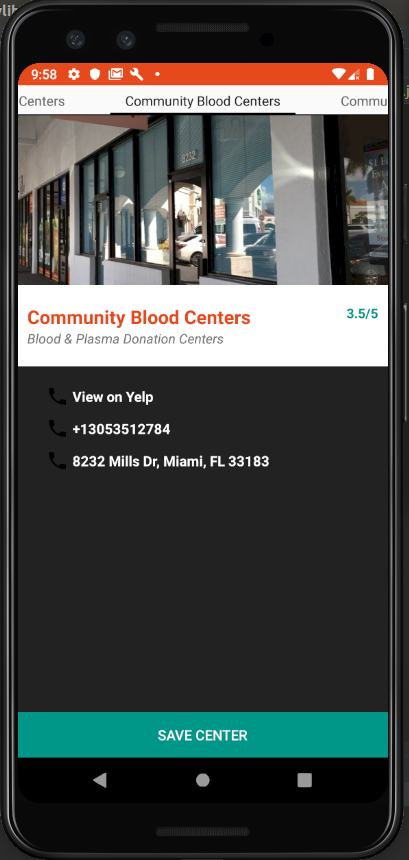 9:58
Centers
Community Blood Centers
Commu
8232
Community Blood Centers
3.5/5
Blood & Plasma Donation Centers
View on Yelp
+13053512784
8232 Mills Dr, Miami, FL 33183
SAVE CENTER